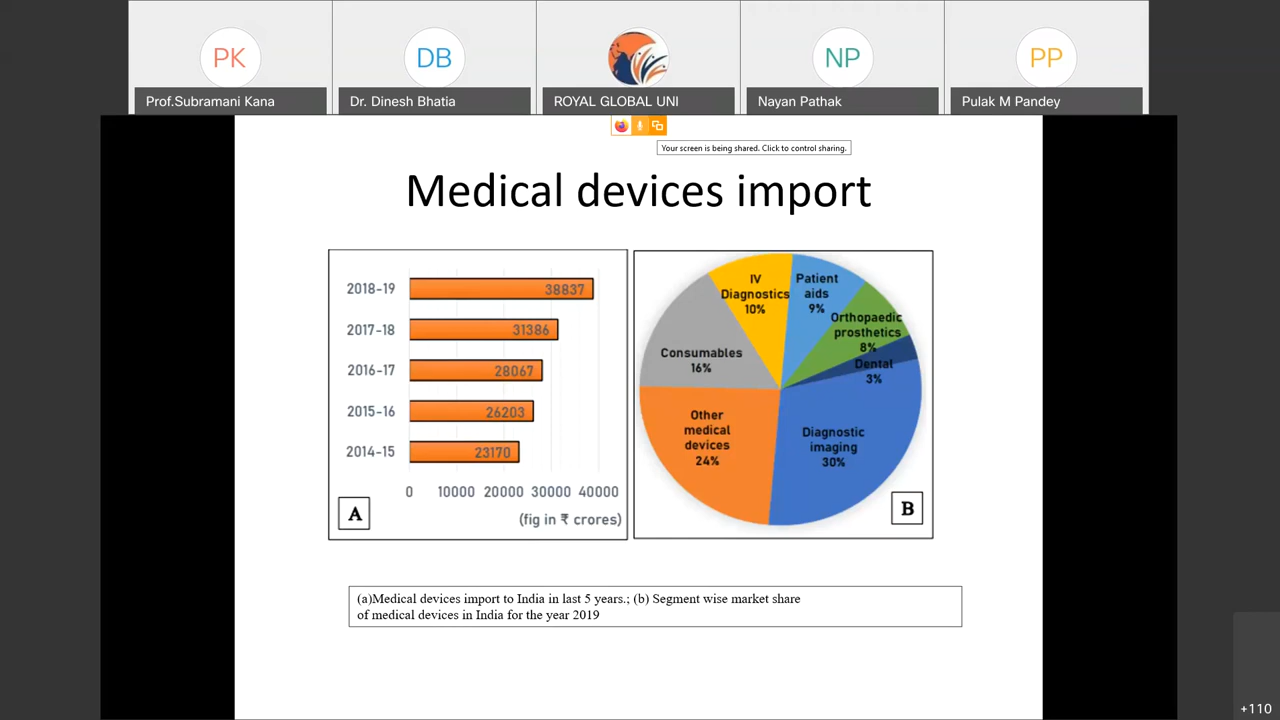 PK
DB
NP
PP
Prof.Subramani Kana
Dr. Dinesh Bhatia
ROYAL GLOBAL UNI
Nayan Pathak
Pulak M Pandey
Your screen is being shared. Click to control sharing.
Medical devices import
2018-19
38837
2017-18
31386
2016-17
28067
2015-16
26203
2014-15
23170
0 10000 20000 30000 40000
(fig in ₹ crores)
A
IV
Diagnostics
10%
Patient
aids
9%
Orthopaedic
prosthetics
8%
Dental
3%
Consumables
16%
Other
medical
devices
24%
Diagnostic
imaging
30%
B
(a)Medical devices import to India in last 5 years.; (b) Segment wise market share
of medical devices in India for the year 2019
+110